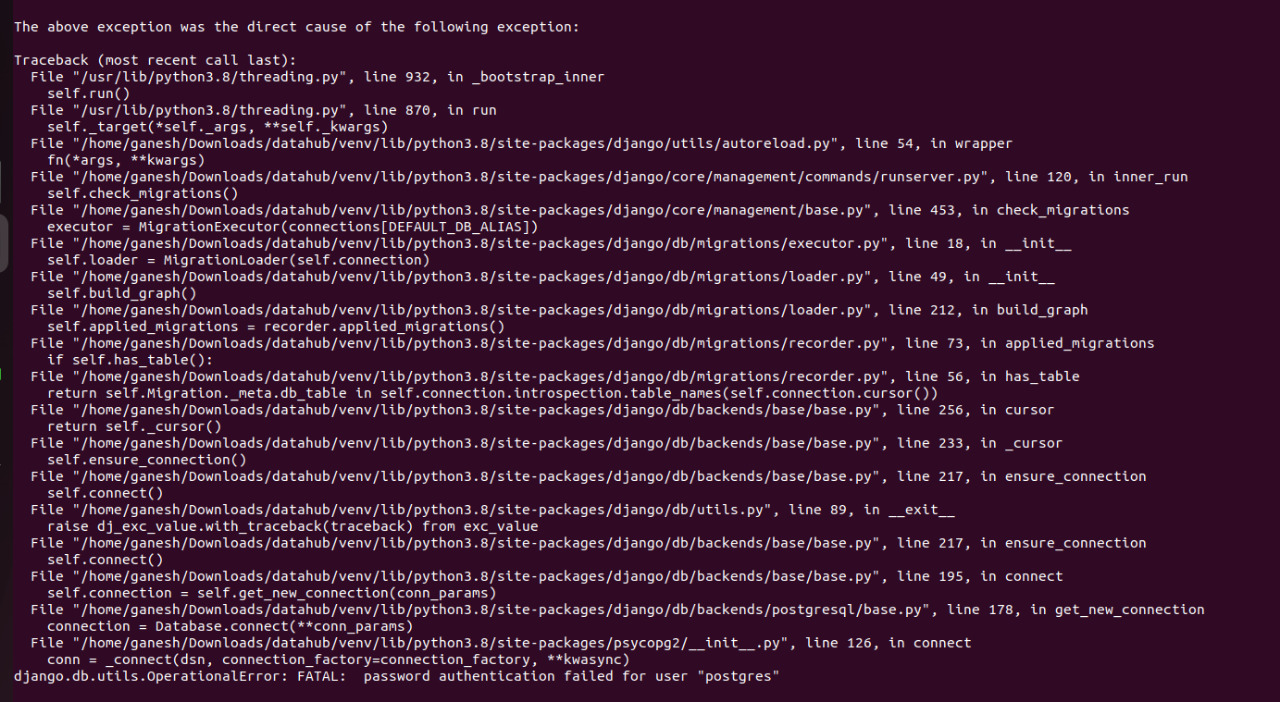 The above exception was the direct cause of the following exception:
Traceback (most recent call last):
File "/usr/lib/python3.8/threading.py", line 932, in _bootstrap_inner
self.run()
File "/usr/lib/python3.8/threading.py", line 870, in run
self._target(*self._args, **self._kwargs)
File "/home/ganesh/Downloads/datahub/venv/lib/python3.8/site-packages/django/utils/autoreload.py", line 54, in wrapper
fn(*args, **kwargs)
File "/home/ganesh/Downloads/datahub/venv/lib/python3.8/site-packages/django/core/management/commands/runserver.py", line 120, in inner_run
self.check_migrations()
File "/home/ganesh/Downloads/datahub/venv/lib/python3.8/site-packages/django/core/management/base.py", line 453, in check_migrations
executor = MigrationExecutor(connections[DEFAULT_DB_ALIAS])
File "/home/ganesh/Downloads/datahub/venv/lib/python3.8/site-packages/django/db/migrations/executor.py", line 18, in __init__
self.loader = MigrationLoader(self.connection)
File "/home/ganesh/Downloads/datahub/venv/lib/python3.8/site-packages/django/db/migrations/loader.py", line 49, in __init__
self.build_graph()
File "/home/ganesh/Downloads/datahub/venv/lib/python3.8/site-packages/django/db/migrations/loader.py", line 212, in build_graph
self.applied_migrations = recorder.applied_migrations()
File "/home/ganesh/Downloads/datahub/venv/lib/python3.8/site-packages/django/db/migrations/recorder.py", line 73, in applied_migrations
if self.has_table():
File "/home/ganesh/Downloads/datahub/venv/lib/python3.8/site-packages/django/db/migrations/recorder.py", line 56, in has_table
return self.Migration._meta.db_table in self.connection.introspection.table_names(self.connection.cursor())
File "/home/ganesh/Downloads/datahub/venv/lib/python3.8/site-packages/django/db/backends/base/base.py", line 256, in cursor
return self._cursor()
File "/home/ganesh/Downloads/datahub/venv/lib/python3.8/site-packages/django/db/backends/base/base.py", line 233, in _cursor
self.ensure_connection()
File "/home/ganesh/Downloads/datahub/venv/lib/python3.8/site-packages/django/db/backends/base/base.py", line 217, in ensure_connection
self.connect()
File "/home/ganesh/Downloads/datahub/venv/lib/python3.8/site-packages/django/db/utils.py", line 89, in __exit__
raise dj_exc_value.with_traceback(traceback) from exc_value
File "/home/ganesh/Downloads/datahub/venv/lib/python3.8/site-packages/django/db/backends/base/base.py", line 217, in ensure_connection
self.connect()
File "/home/ganesh/Downloads/datahub/venv/lib/python3.8/site-packages/django/db/backends/base/base.py", line 195, in connect
self.connection = self.get_new_connection(conn_params)
File "/home/ganesh/Downloads/datahub/venv/lib/python3.8/site-packages/django/db/backends/postgresql/base.py", line 178, in get_new_connection
connection = Database.connect(**conn_params)
File "/home/ganesh/Downloads/datahub/venv/lib/python3.8/site-packages/psycopg2/__init__.py", line 126, in connect
conn = _connect(dsn, connection_factory=connection_factory, **kwasync)
django.db.utils.OperationalError: FATAL:  password authentication failed for user "postgres"